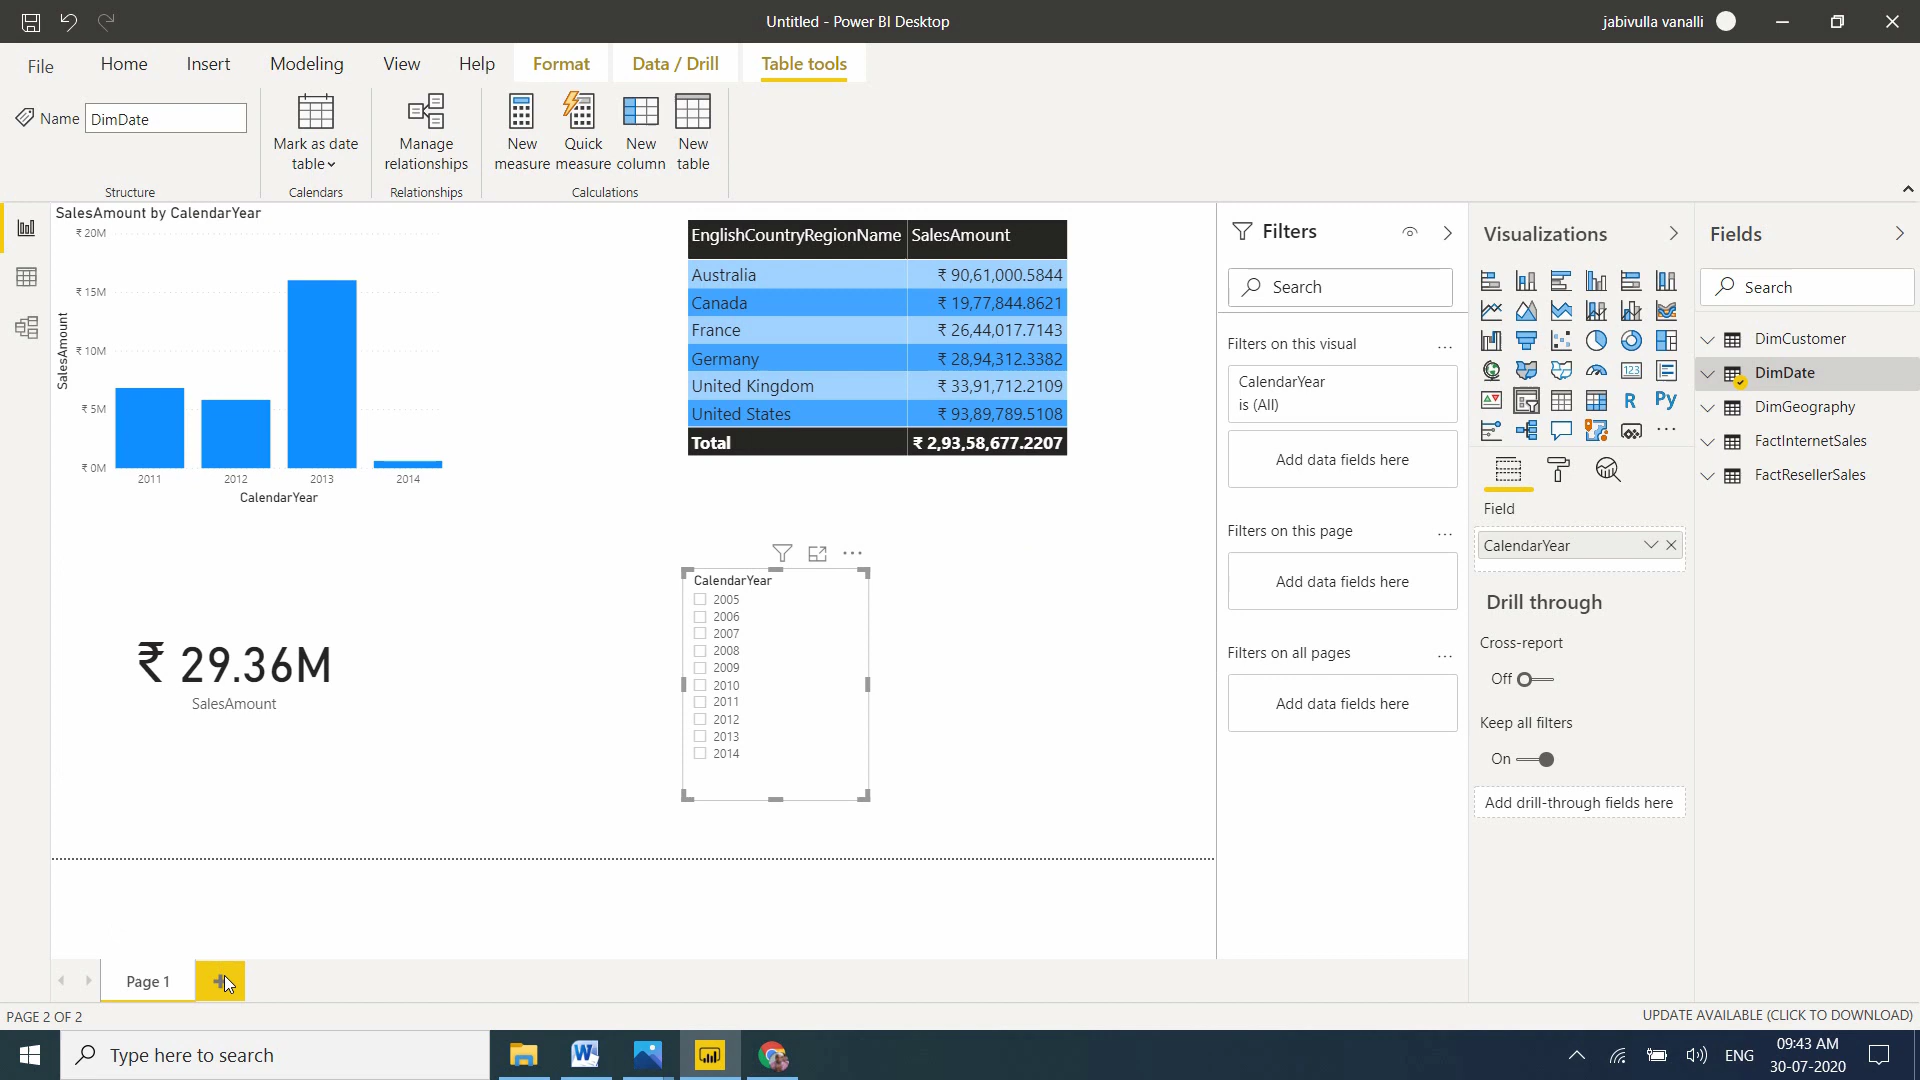 Untitled - Power BI Desktop
jabivulla vanalli
File
Home
Insert
Modeling
View
Help
Format
Data / Drill
Table tools
Name
DimDate
Mark as date
table
Manage
relationships
New
measure
Quick
measure
New
column
New
table
Structure
Calendars
Relationships
Calculations
SalesAmount by CalendarYear
₹ 20M
₹ 15M
₹ 10M
₹ 5M
₹ 0M
SalesAmount
2011
2012
2013
2014
CalendarYear
EnglishCountryRegionName SalesAmount
Australia ₹ 90,61,000.5844
Canada ₹ 19,77,844.8621
France ₹ 26,44,017.7143
Germany ₹ 28,94,312.3382
United Kingdom ₹ 33,91,712.2109
United States ₹ 93,89,789.5108
Total ₹ 2,93,58,677.2207
₹ 29.36M
SalesAmount
CalendarYear
2005
2006
2007
2008
2009
2010
2011
2012
2013
2014
Filters
Search
Filters on this visual
CalendarYear
is (All)
Add data fields here
Filters on this page
Add data fields here
Filters on all pages
Add data fields here
Visualizations
R
Py
123
Field
CalendarYear
Drill through
Cross-report
Off
Keep all filters
On
Add drill-through fields here
Fields
Search
DimCustomer
DimDate
DimGeography
FactInternetSales
FactResellerSales
Page 1
PAGE 2 OF 2
UPDATE AVAILABLE (CLICK TO DOWNLOAD)
Type here to search
W
ENG
09:43 AM
30-07-2020